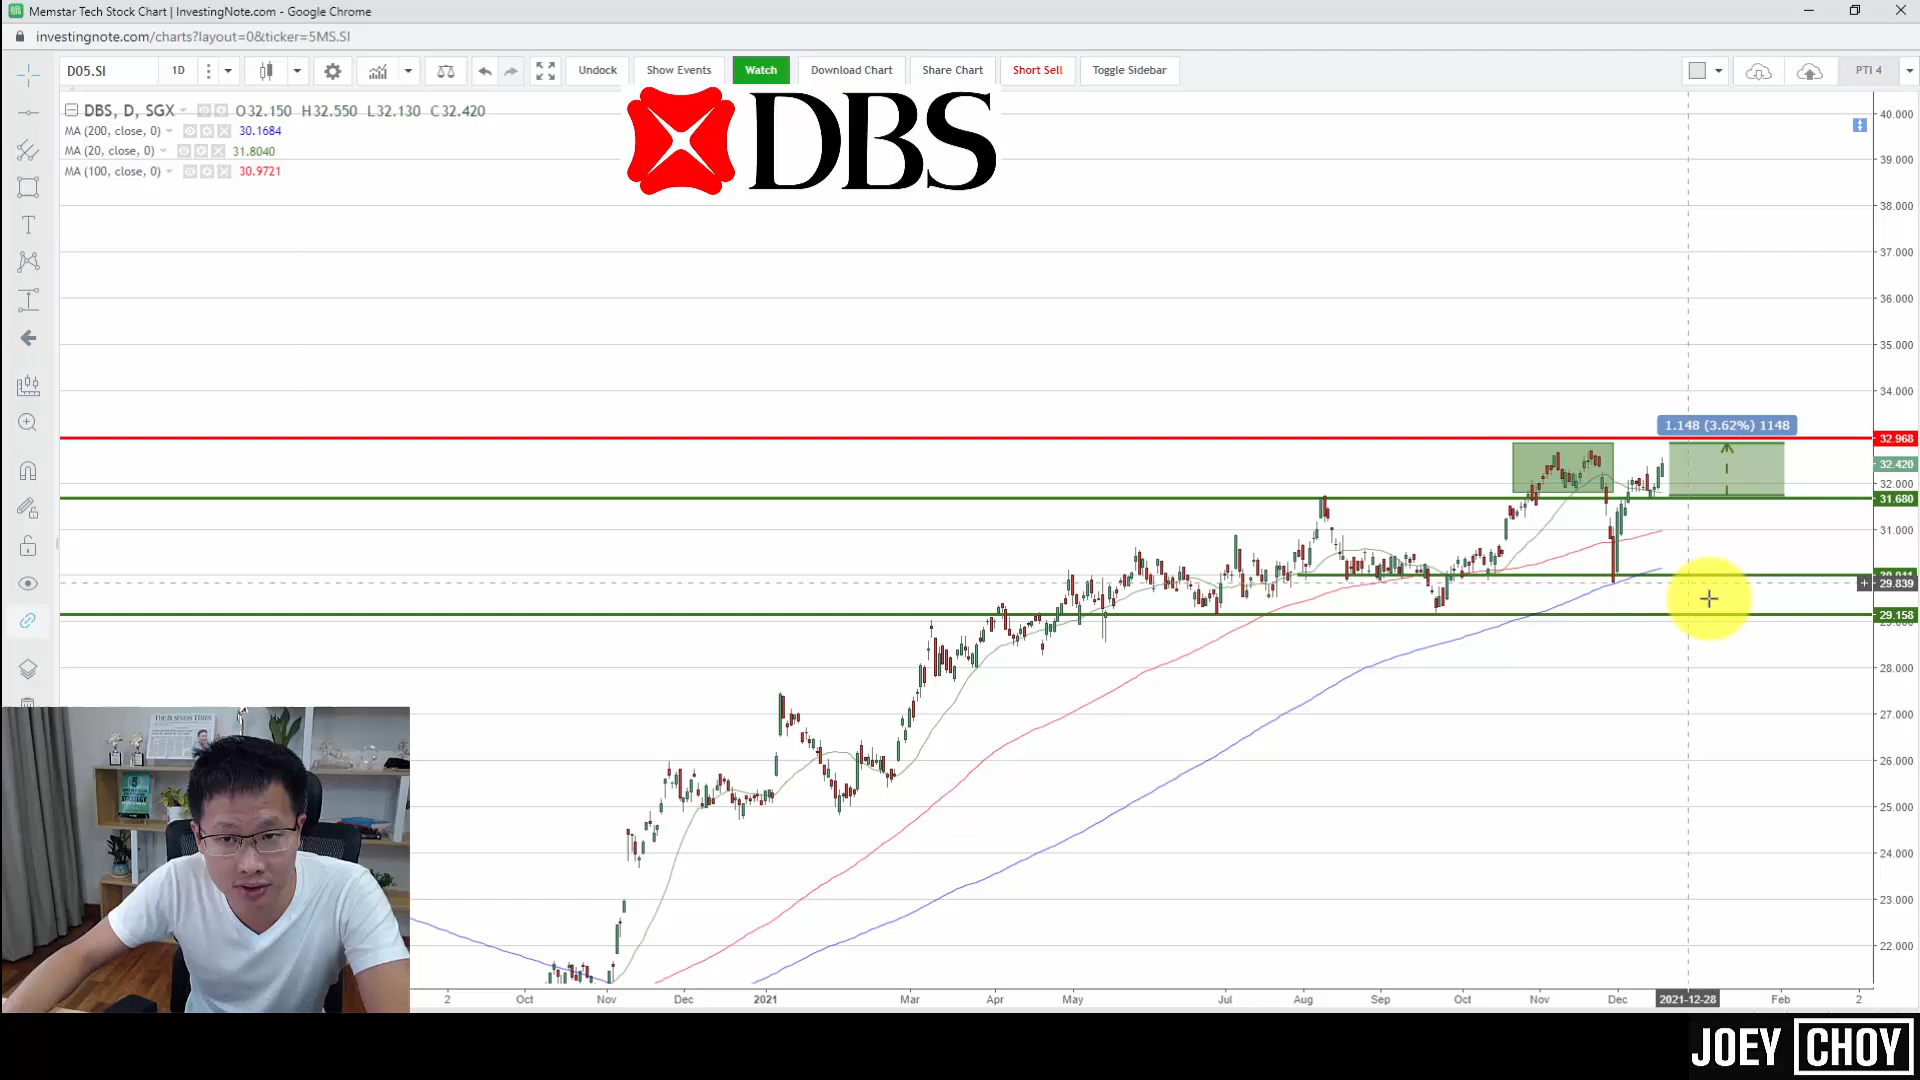 Memstar Tech Stock Chart | InvestingNote.com - Google Chrome
investingnote.com/charts?layout=0&ticker=5MS.SI
D05.SI 1D Undock Show Events Watch Download Chart Share Chart Short Sell Toggle Sidebar PTI 4
DBS, D, SGX O32.150 H32.550 L32.130 C32.420
MA (200, close, 0) 30.1684
MA (20, close, 0) 31.8040
MA (100, close, 0) 30.9721
DBS
40.000
39.000
38.000
37.000
36.000
35.000
34.000
1.148 (3.62%) 1148
32.968
32.420
32.000
31.680
31.000
29.839
29.158
28.000
27.000
26.000
25.000
24.000
23.000
22.000
THE BUSINESS TIMES
5
STRATEGY
2 Oct Nov Dec 2021 Mar Apr May Jul Aug Sep Oct Nov Dec 2021-12-28 Feb 2
JOEY CHOY